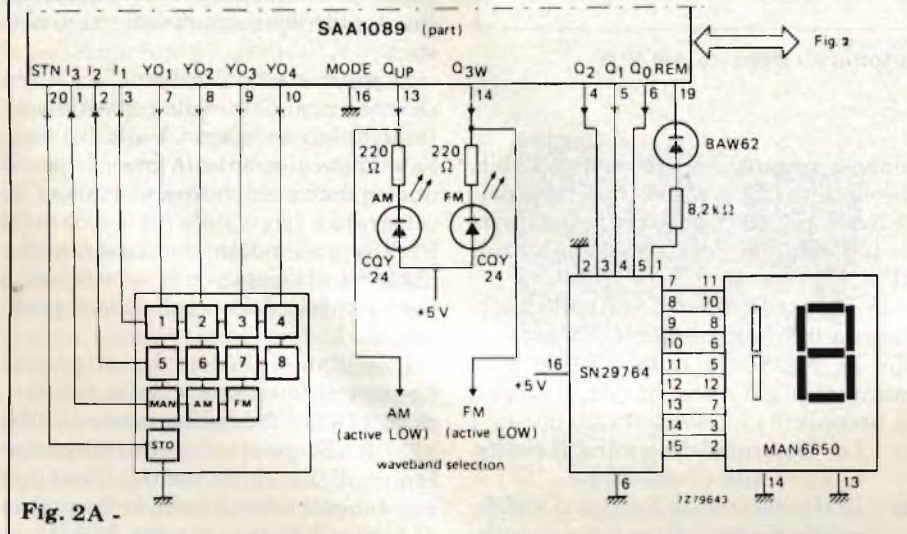 SAA1089 (part)
Fig. 2
STN I3 I2 I1 YO1 YO2 YO3 YO4 MODE QUP Q3W Q2 Q1 Q0 REM
20 1 2 3 7 8 9 10 16 13 14 4 5 6 19
BAW62
220 Ω
220 Ω
8,2 kΩ
AM
FM
CQY 24
CQY 24
+5 V
2 3 4 5 1
1 2 3 4
5 6 7 8
MAN AM FM
STO
7 11
8 10
9 8
10 6
11 5
12 12
13 7
14 3
15 2
16
+5 V
SN29764
MAN6650
AM
(active LOW)
FM
(active LOW)
waveband selection
6
7Z79643
14
13
Fig. 2A -